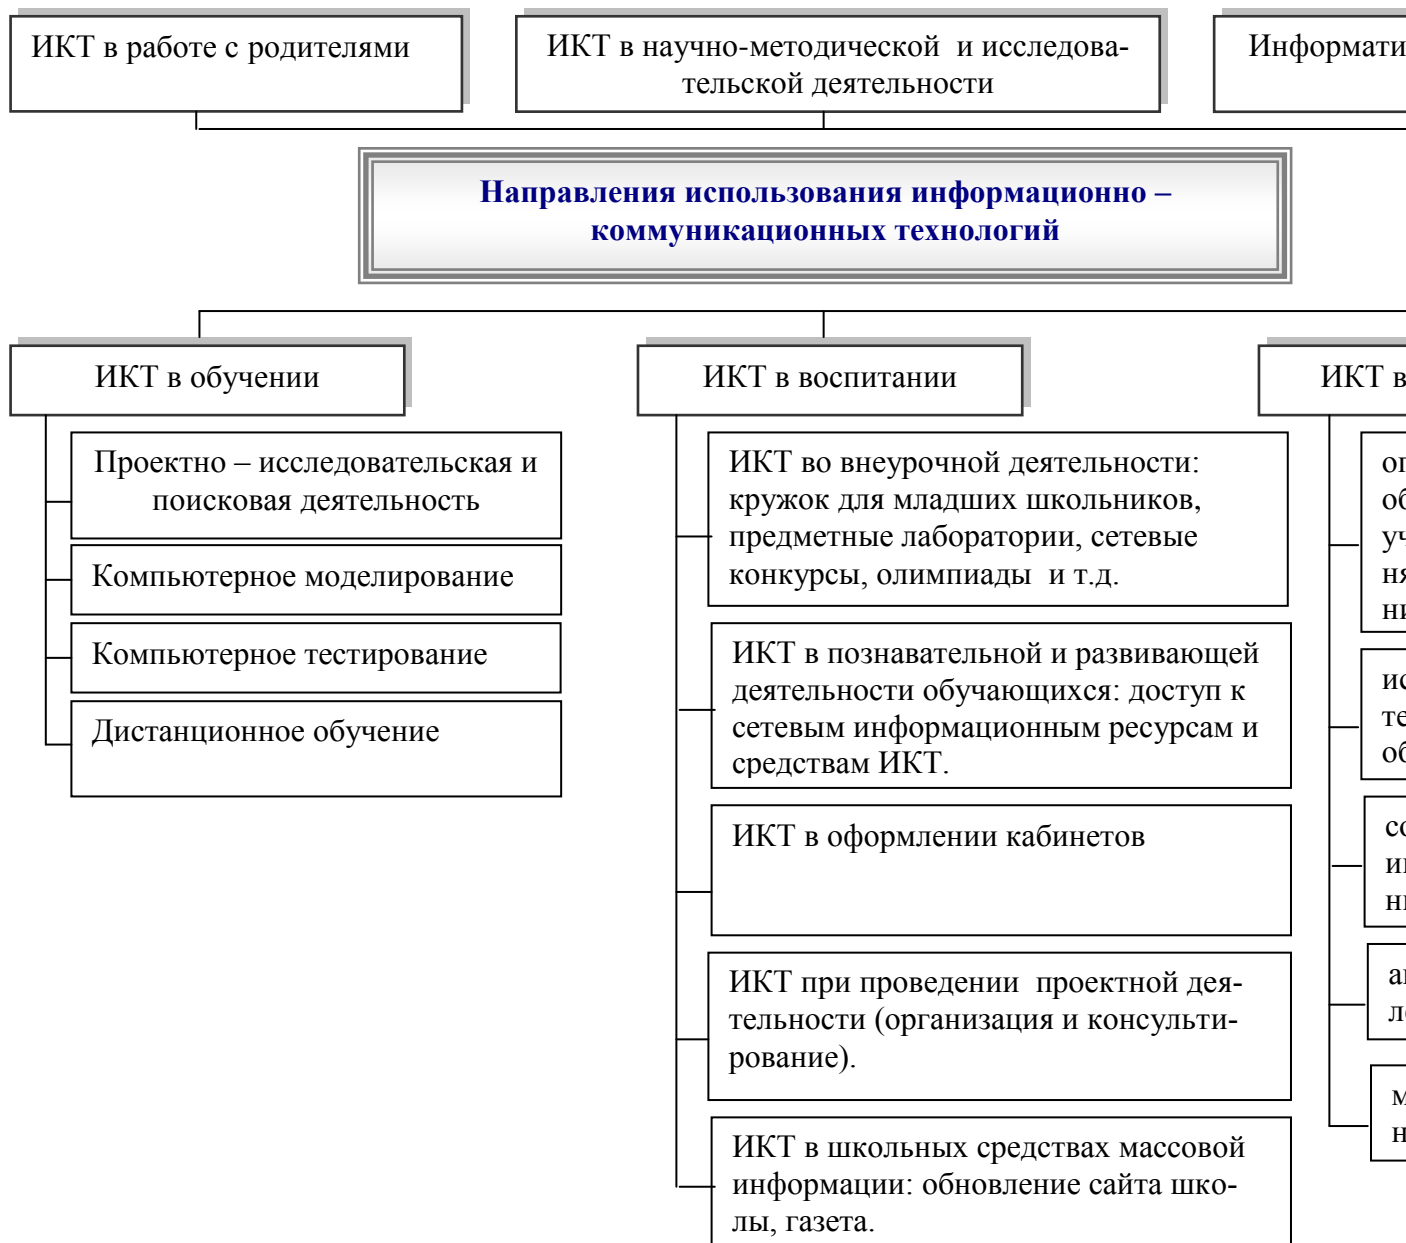 ИКТ в работе с родителями
ИКТ в научно-методической и исследова-
тельской деятельности
Направления использования информационно –
коммуникационных технологий
ИКТ в обучении
Проектно – исследовательская и
поисковая деятельность
Компьютерное моделирование
Компьютерное тестирование
Дистанционное обучение
ИКТ в воспитании
ИКТ во внеурочной деятельности:
кружок для младших школьников,
предметные лаборатории, сетевые
конкурсы, олимпиады и т.д.
ИКТ в познавательной и развивающей
деятельности обучающихся: доступ к
сетевым информационным ресурсам и
средствам ИКТ.
ИКТ в оформлении кабинетов
ИКТ при проведении проектной дея-
тельности (организация и консульти-
рование).
ИКТ в школьных средствах массовой
информации: обновление сайта шко-
лы, газета.
ИКТ в